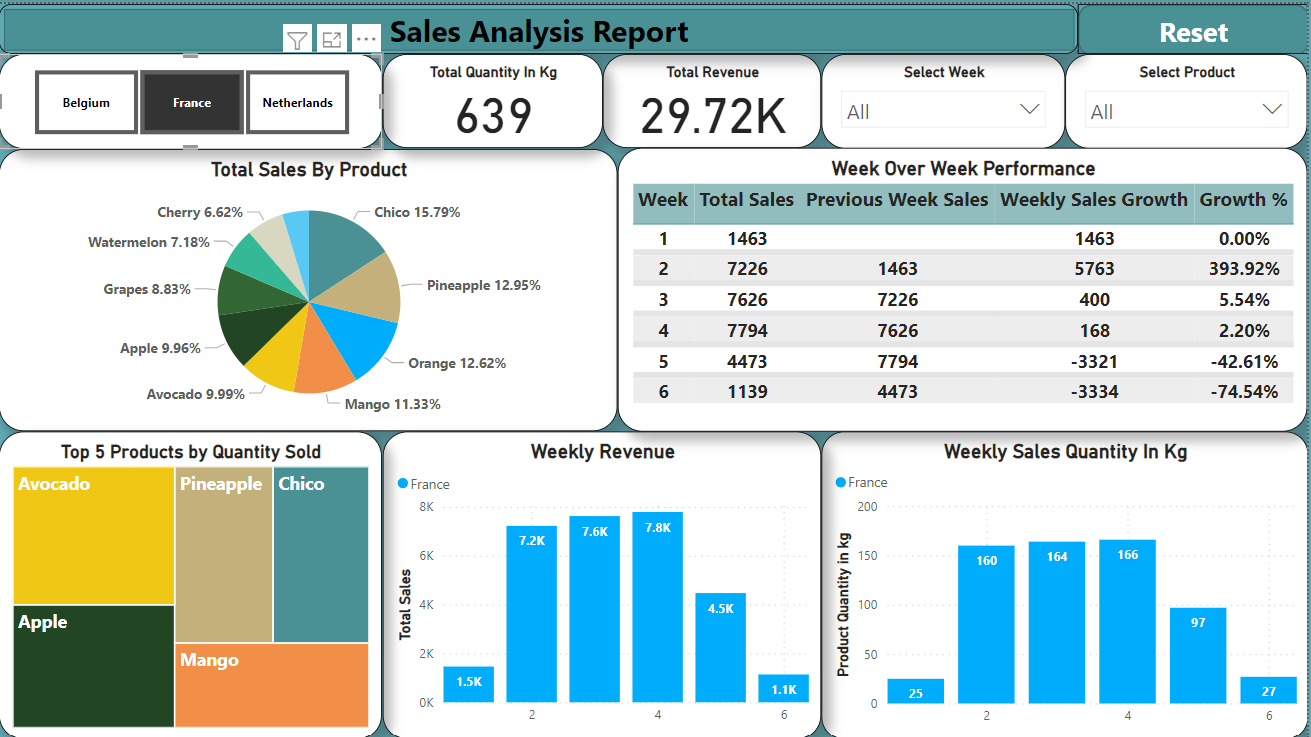 Sales Analysis Report
Reset
Belgium
France
Netherlands
Total Quantity In Kg
639
Total Revenue
29.72K
Select Week
All
Select Product
All
Total Sales By Product
Cherry 6.62%
Chico 15.79%
Watermelon 7.18%
Pineapple 12.95%
Grapes 8.83%
Apple 9.96%
Orange 12.62%
Avocado 9.99%
Mango 11.33%
Week Over Week Performance
Week Total Sales Previous Week Sales Weekly Sales Growth Growth %
1 1463 1463 0.00%
2 7226 1463 5763 393.92%
3 7626 7226 400 5.54%
4 7794 7626 168 2.20%
5 4473 7794 -3321 -42.61%
6 1139 4473 -3334 -74.54%
Top 5 Products by Quantity Sold
Avocado
Pineapple
Chico
Apple
Mango
Weekly Revenue
France
Total Sales
8K
6K
4K
2K
0K
1.5K
7.2K
7.6K
7.8K
4.5K
1.1K
2
4
6
Weekly Sales Quantity In Kg
France
Product Quantity in Kg
200
150
100
50
0
25
160
164
166
97
27
2
4
6